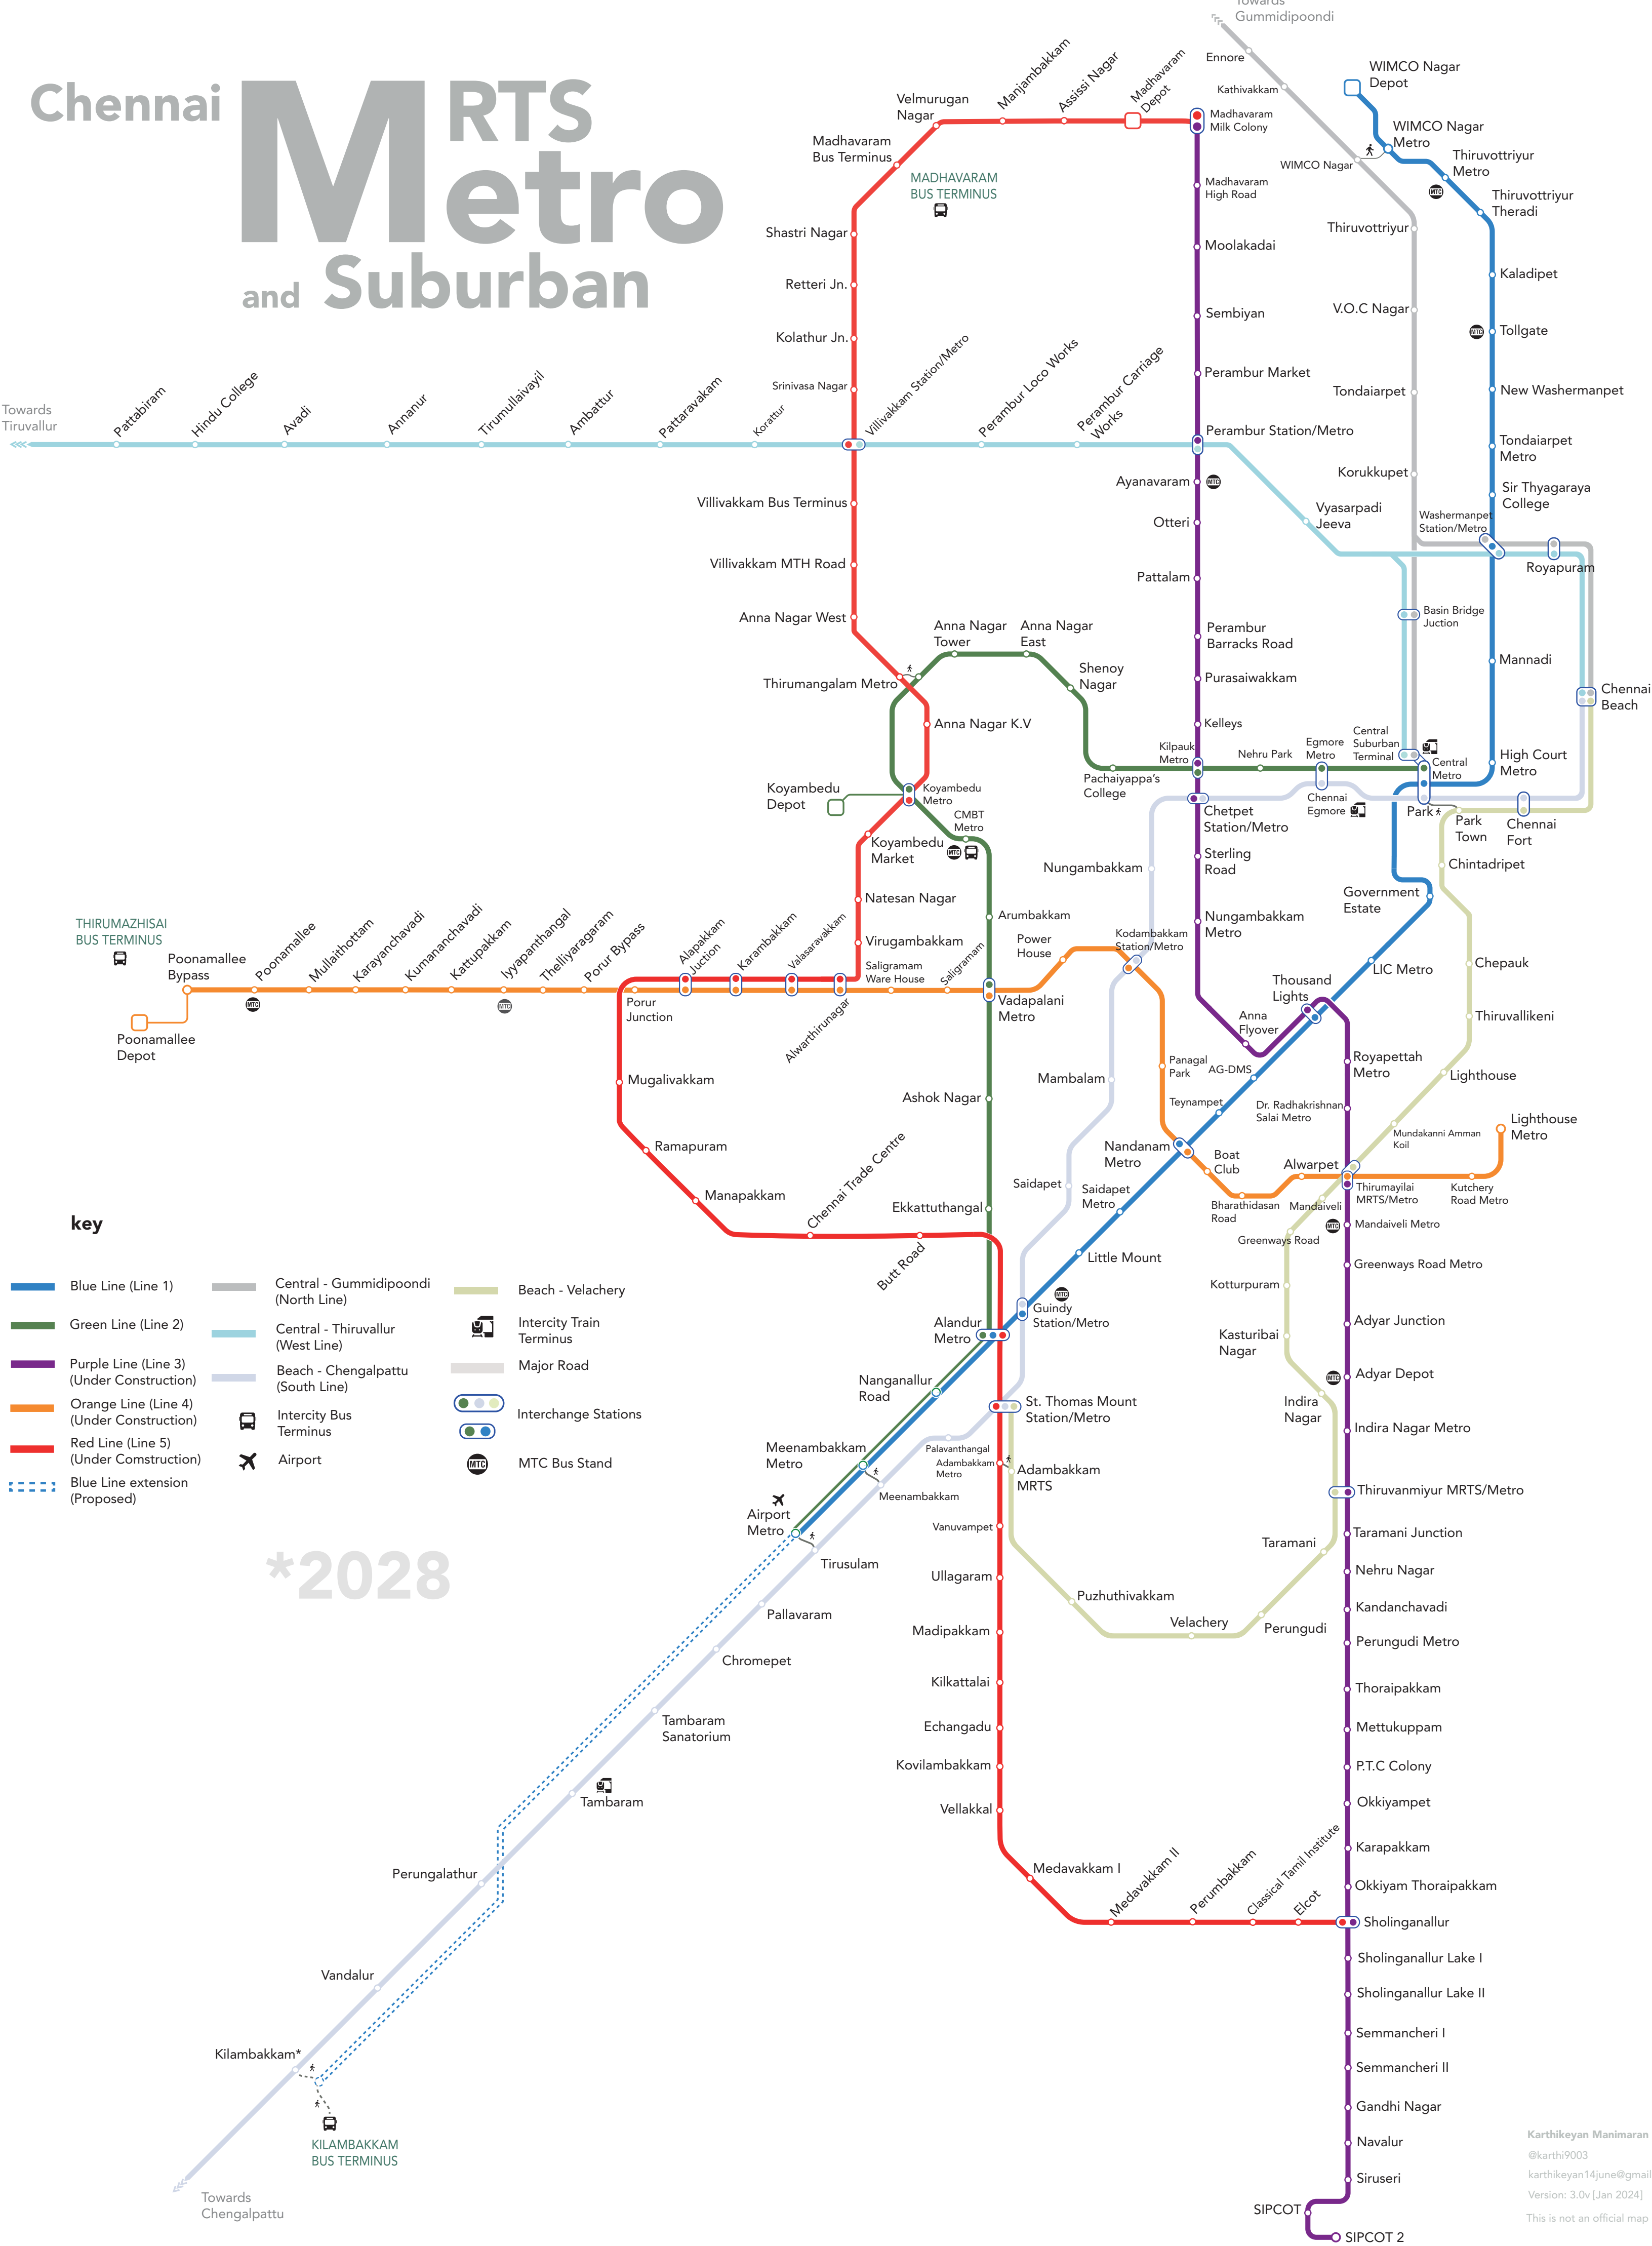 Chennai
MRTS
Metro
and Suburban
Towards
Gummidipoondi
Ennore
Kathivakkam
WIMCO Nagar
Thiruvottriyur
V.O.C Nagar
Tondaiarpet
Korukkupet
WIMCO Nagar
Depot
WIMCO Nagar
Metro
Thiruvottriyur
Metro
MTC
Thiruvottriyur
Theradi
Kaladipet
MTC
Tollgate
New Washermanpet
Tondaiarpet
Metro
Sir Thyagaraya
College
Washermanpet
Station/Metro
Royapuram
Basin Bridge
Juction
Mannadi
Chennai
Beach
High Court
Metro
Central
Suburban
Terminal
Central
Metro
Park
Park
Town
Chennai
Fort
Velmurugan
Nagar
Manjambakkam
Assissi Nagar
Madhavaram
Depot
Madhavaram
Milk Colony
Madhavaram
Bus Terminus
MADHAVARAM
BUS TERMINUS
Shastri Nagar
Retteri Jn.
Kolathur Jn.
Srinivasa Nagar
Madhavaram
High Road
Moolakadai
Sembiyan
Perambur Market
Perambur Station/Metro
Towards
Tiruvallur
Pattabiram
Hindu College
Avadi
Annanur
Tirumullaivayil
Ambattur
Pattaravakam
Korattur
Villivakkam Station/Metro
Perambur Loco Works
Perambur Carriage
Works
Vyasarpadi
Jeeva
Ayanavaram
MTC
Otteri
Pattalam
Perambur
Barracks Road
Purasaiwakkam
Kelleys
Villivakkam Bus Terminus
Villivakkam MTH Road
Anna Nagar West
Thirumangalam Metro
Anna Nagar
Tower
Anna Nagar
East
Shenoy
Nagar
Anna Nagar K.V
Koyambedu
Depot
Koyambedu
Metro
CMBT
Metro
MTC
Koyambedu
Market
Pachaiyappa's
College
Kilpauk
Metro
Nehru Park
Egmore
Metro
Chennai
Egmore
Chetpet
Station/Metro
Sterling
Road
Nungambakkam
Nungambakkam
Metro
Chintadripet
Government
Estate
LIC Metro
Thousand
Lights
Anna
Flyover
Chepauk
Thiruvallikeni
Lighthouse
Natesan Nagar
Virugambakkam
Arumbakkam
Power
House
Kodambakkam
Station/Metro
THIRUMAZHISAI
BUS TERMINUS
Poonamallee
Bypass
Poonamallee
Depot
Poonamallee
MTC
Mullaithottam
Karayanchavadi
Kumananchavadi
Kattupakkam
Iyyapanthangal
MTC
Thelliyaragaram
Porur Bypass
Porur
Junction
Alapakkam
Juction
Karambakkam
Valasaravakkam
Alwarthirunagar
Saligramam
Ware House
Saligramam
Vadapalani
Metro
Mugalivakkam
Ramapuram
Manapakkam
Chennai Trade Centre
Butt Road
Ashok Nagar
Ekkattuthangal
Mambalam
Saidapet
Panagal
Park
AG-DMS
Teynampet
Royapettah
Metro
Dr. Radhakrishnan
Salai Metro
Mundakanni Amman
Koil
Lighthouse
Metro
Nandanam
Metro
Boat
Club
Bharathidasan
Road
Alwarpet
Thirumayilai
MRTS/Metro
Kutchery
Road Metro
Mandaiveli
MTC
Mandaiveli Metro
Greenways Road
Greenways Road Metro
Saidapet
Metro
Little Mount
MTC
Guindy
Station/Metro
Alandur
Metro
Kotturpuram
Kasturibai
Nagar
Adyar Junction
MTC
Adyar Depot
Indira
Nagar
Indira Nagar Metro
Thiruvanmiyur MRTS/Metro
Taramani
Taramani Junction
Nehru Nagar
Kandanchavadi
Perungudi
Perungudi Metro
Velachery
Puzhuthivakkam
Nanganallur
Road
St. Thomas Mount
Station/Metro
Palavanthangal
Adambakkam
Metro
Adambakkam
MRTS
Meenambakkam
Metro
Meenambakkam
Airport
Metro
Tirusulam
Vanuvampet
Ullagaram
Madipakkam
Kilkattalai
Echangadu
Kovilambakkam
Vellakkal
Medavakkam I
Medavakkam II
Perumbakkam
Classical Tamil Institute
Elcot
Sholinganallur
Thoraipakkam
Mettukuppam
P.T.C Colony
Okkiyampet
Karapakkam
Okkiyam Thoraipakkam
Sholinganallur Lake I
Sholinganallur Lake II
Semmancheri I
Semmancheri II
Gandhi Nagar
Navalur
Siruseri
SIPCOT
SIPCOT 2
Pallavaram
Chromepet
Tambaram
Sanatorium
Tambaram
Perungalathur
Vandalur
Kilambakkam*
KILAMBAKKAM
BUS TERMINUS
Towards
Chengalpattu
key
Blue Line (Line 1)
Green Line (Line 2)
Purple Line (Line 3)
(Under Construction)
Orange Line (Line 4)
(Under Construction)
Red Line (Line 5)
(Under Comstruction)
Blue Line extension
(Proposed)
Central - Gummidipoondi
(North Line)
Central - Thiruvallur
(West Line)
Beach - Chengalpattu
(South Line)
Intercity Bus
Terminus
Airport
Beach - Velachery
Intercity Train
Terminus
Major Road
Interchange Stations
MTC
MTC Bus Stand
*2028
Karthikeyan Manimaran
@karthi9003
karthikeyan14june@gmail
Version: 3.0v [Jan 2024]
This is not an official map